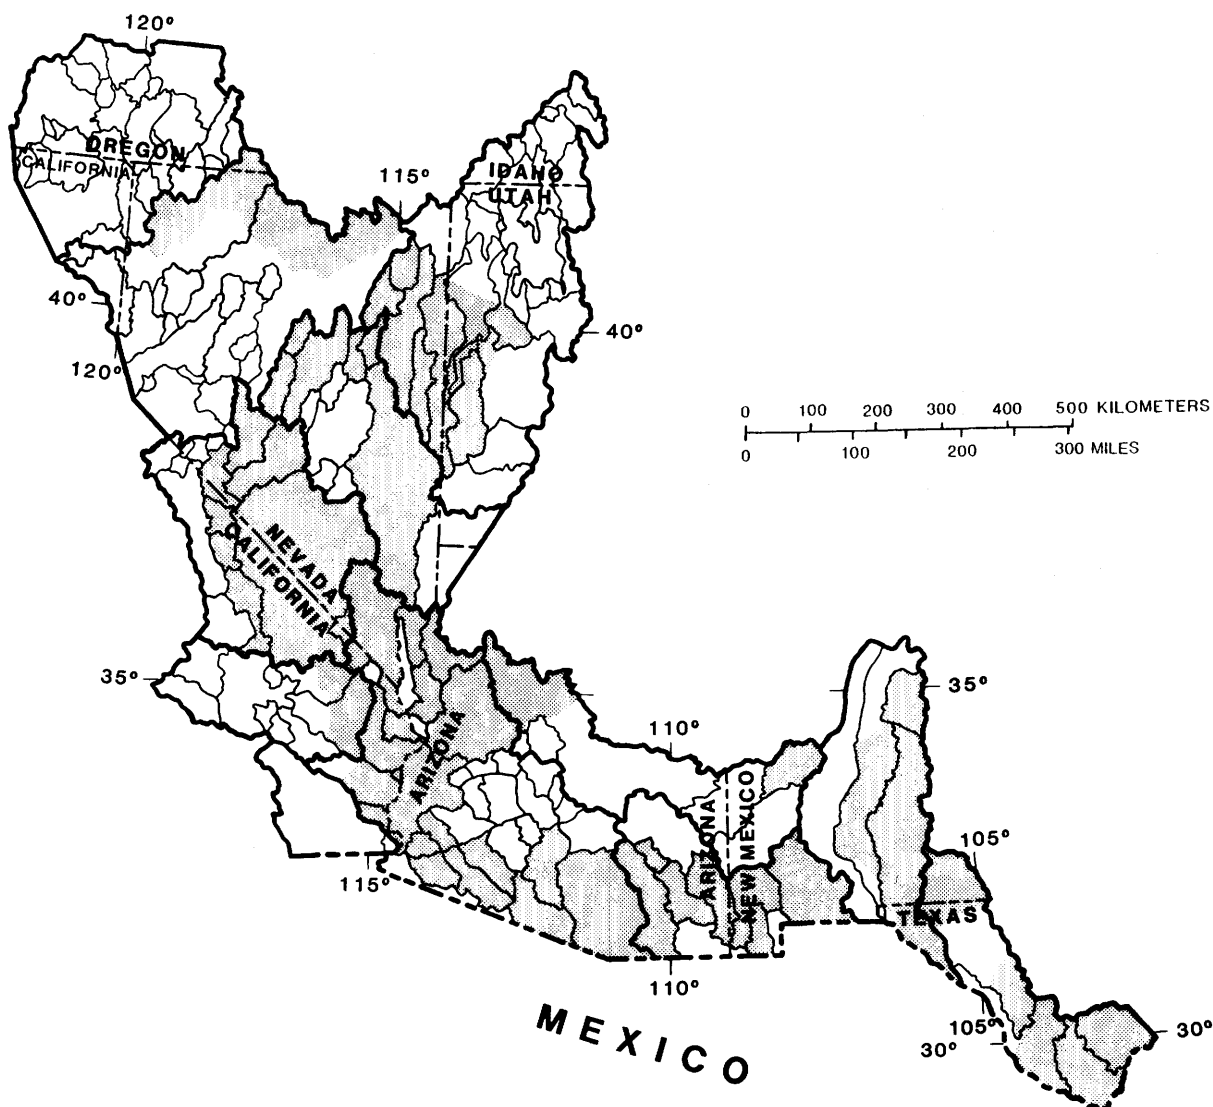 120°
OREGON
CALIFORNIA
115°
IDAHO
UTAH
40°
40°
120°
0 100 200 300 400 500 KILOMETERS
0 100 200 300 MILES
NEVADA
CALIFORNIA
35°
35°
110°
ARIZONA
ARIZONA
NEW MEXICO
105°
115°
TEXAS
110°
MEXICO
105°
30°
30°